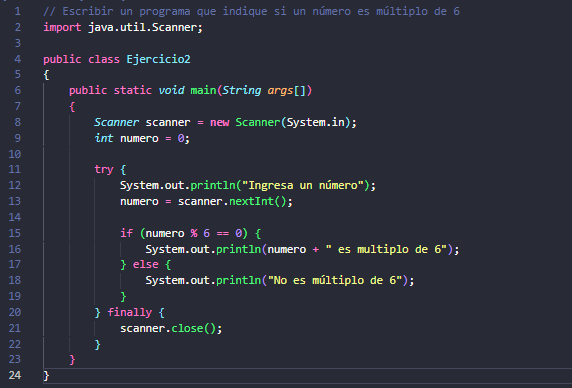 1 // Escribir un programa que indique si un número es múltiplo de 6
2 import java.util.Scanner;
3
4 public class Ejercicio2
5 {
6 public static void main(String args[])
7 {
8 Scanner scanner = new Scanner(System.in);
9 int numero = 0;
10
11 try {
12 System.out.println("Ingresa un número");
13 numero = scanner.nextInt();
14
15 if (numero % 6 == 0) {
16 System.out.println(numero + " es multiplo de 6");
17 } else {
18 System.out.println("No es múltiplo de 6");
19 }
20 } finally {
21 scanner.close();
22 }
23 }
24 }